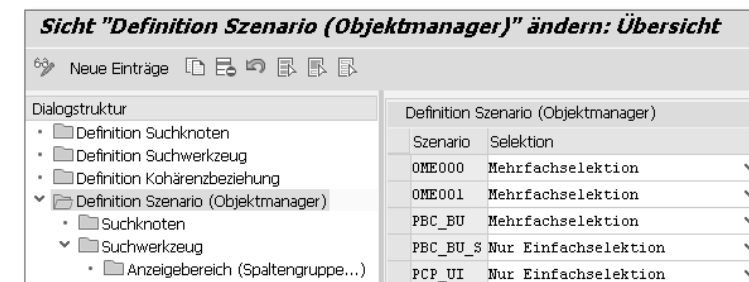 Sicht "Definition Szenario (Objektmanager)" ändern: Übersicht
Neue Einträge
Dialogstruktur
Definition Suchknoten
Definition Suchwerkzeug
Definition Kohärenzbeziehung
Definition Szenario (Objektmanager)
Suchknoten
Suchwerkzeug
Anzeigebereich (Spaltengruppe...)
Definition Szenario (Objektmanager)
Szenario Selektion
OME000 Mehrfachselektion
OME001 Mehrfachselektion
PBC_BU Mehrfachselektion
PBC_BU_S Nur Einfachselektion
PCP_UI Nur Einfachselektion